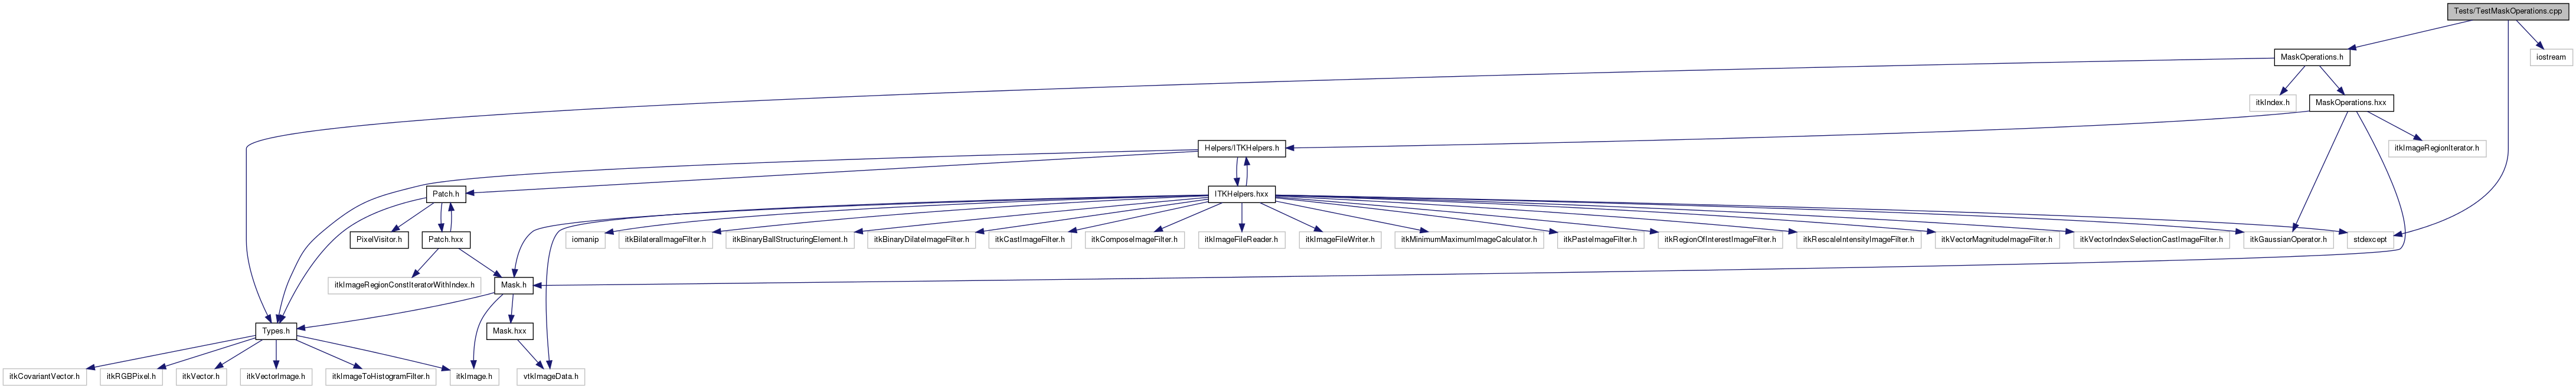 Tests/TestMaskOperations.cpp
MaskOperations.h
iostream
itkIndex.h
MaskOperations.hxx
Helpers/ITKHelpers.h
itkImageRegionIterator.h
Patch.h
ITKHelpers.hxx
PixelVisitor.h
Patch.hxx
iomanip
itkBilateralImageFilter.h
itkBinaryBallStructuringElement.h
itkBinaryDilateImageFilter.h
itkCastImageFilter.h
itkComposeImageFilter.h
itkImageFileReader.h
itkImageFileWriter.h
itkMinimumMaximumImageCalculator.h
itkPasteImageFilter.h
itkRegionOfInterestImageFilter.h
itkRescaleIntensityImageFilter.h
itkVectorMagnitudeImageFilter.h
itkVectorIndexSelectionCastImageFilter.h
itkGaussianOperator.h
stdexcept
itkImageRegionConstIteratorWithIndex.h
Mask.h
Types.h
Mask.hxx
itkCovariantVector.h
itkRGBPixel.h
itkVector.h
itkVectorImage.h
itkImageToHistogramFilter.h
itkImage.h
vtkImageData.h